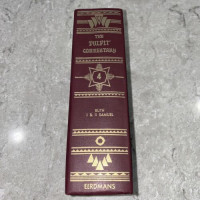 THE
PULPIT
COMMENTARY
4
RUTH
I & II SAMUEL
EERDMANS